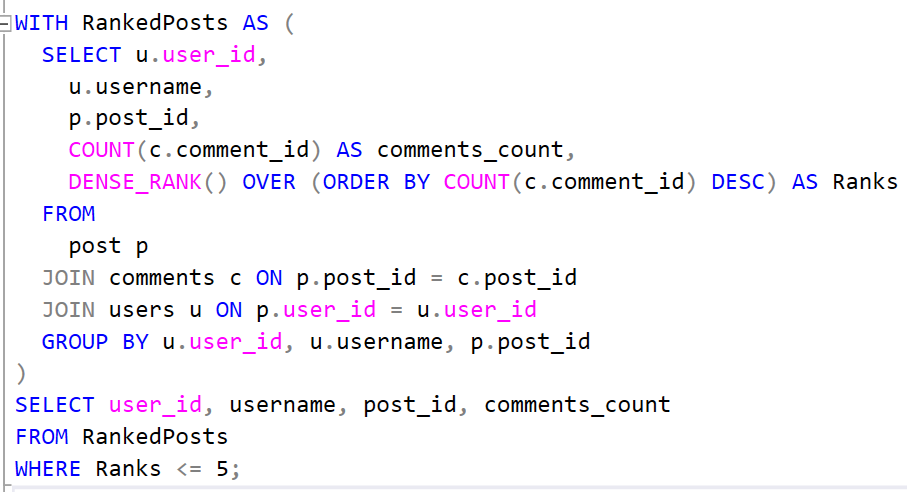 WITH RankedPosts AS (
  SELECT u.user_id,
    u.username,
    p.post_id,
    COUNT(c.comment_id) AS comments_count,
    DENSE_RANK() OVER (ORDER BY COUNT(c.comment_id) DESC) AS Ranks
  FROM
    post p
  JOIN comments c ON p.post_id = c.post_id
  JOIN users u ON p.user_id = u.user_id
  GROUP BY u.user_id, u.username, p.post_id
)
SELECT user_id, username, post_id, comments_count
FROM RankedPosts
WHERE Ranks <= 5;